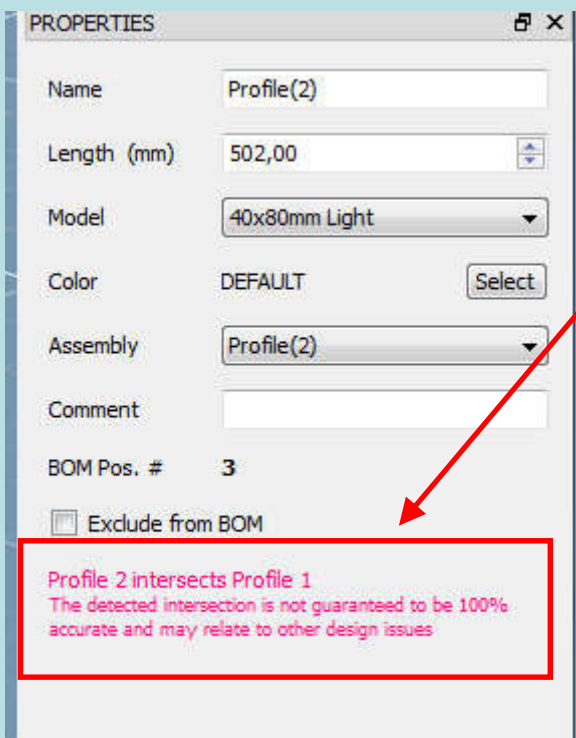 PROPERTIES
Name Profile(2)
Length (mm) 502,00
Model 40x80mm Light
Color DEFAULT Select
Assembly Profile(2)
Comment
BOM Pos. # 3
Exclude from BOM
Profile 2 intersects Profile 1
The detected intersection is not guaranteed to be 100%
accurate and may relate to other design issues